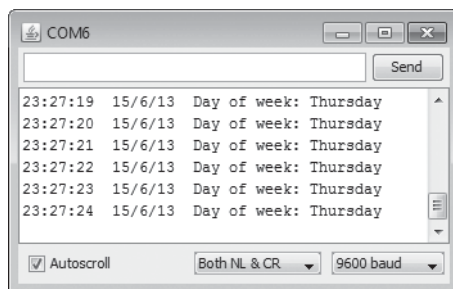 COM6
Send
23:27:19 15/6/13 Day of week: Thursday
23:27:20 15/6/13 Day of week: Thursday
23:27:21 15/6/13 Day of week: Thursday
23:27:22 15/6/13 Day of week: Thursday
23:27:23 15/6/13 Day of week: Thursday
23:27:24 15/6/13 Day of week: Thursday
Autoscroll Both NL & CR 9600 baud